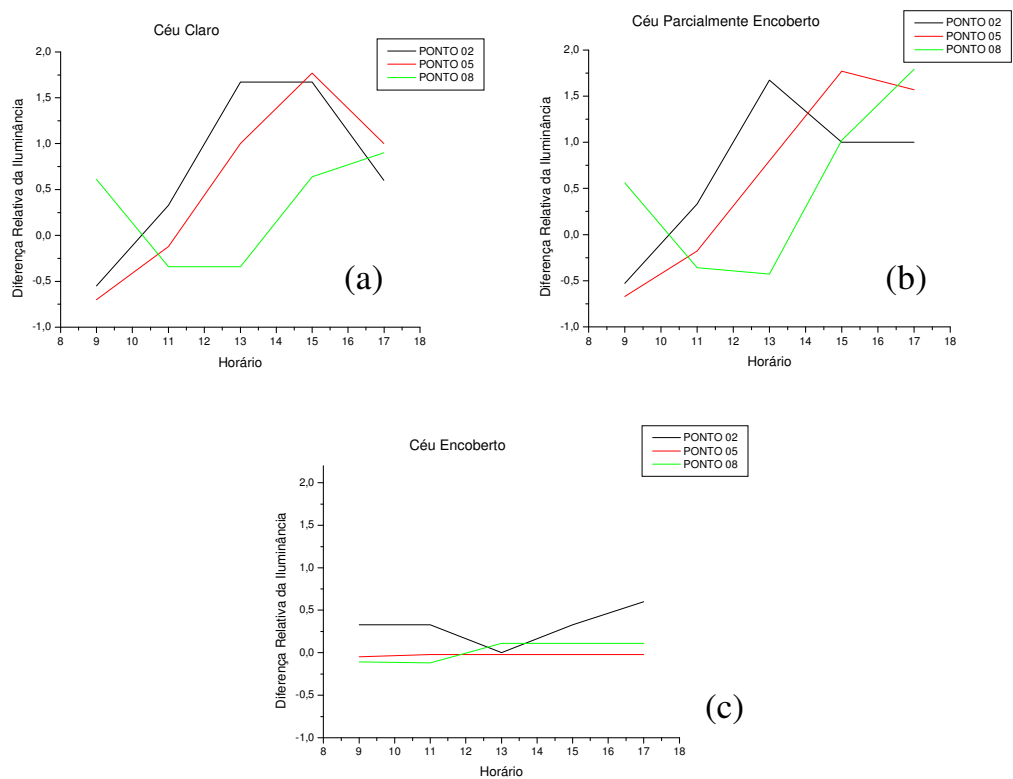 Céu Claro
PONTO 02
PONTO 05
PONTO 08
Diferença Relativa da Iluminância
2,0
1,5
1,0
0,5
0,0
-0,5
-1,0
8 9 10 11 12 13 14 15 16 17 18
Horário
(a)
Céu Parcialmente Encoberto
PONTO 02
PONTO 05
PONTO 08
Diferença Relativa da Iluminância
2,0
1,5
1,0
0,5
0,0
-0,5
-1,0
8 9 10 11 12 13 14 15 16 17 18
Horário
(b)
Céu Encoberto
PONTO 02
PONTO 05
PONTO 08
Diferença Relativa da Iluminância
2,0
1,5
1,0
0,5
0,0
-0,5
-1,0
8 9 10 11 12 13 14 15 16 17 18
Horário
(c)